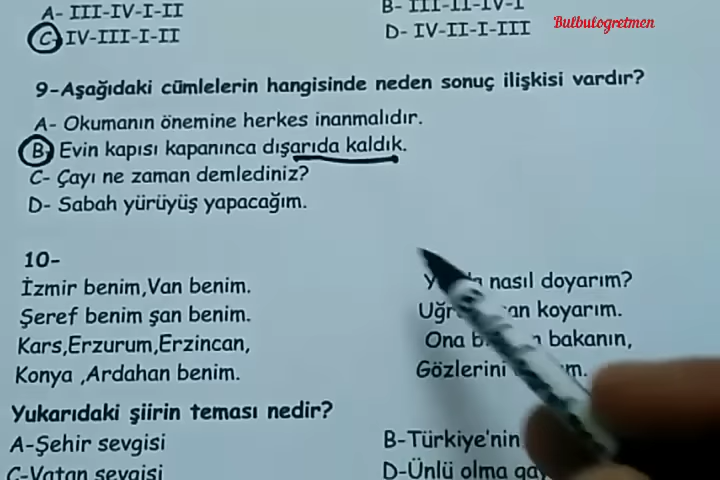 A- III-IV-I-II
B- III-II-IV-I
C- IV-III-I-II
D- IV-II-I-III
Bulbulogretmen
9-Aşağıdaki cümlelerin hangisinde neden sonuç ilişkisi vardır?
A- Okumanın önemine herkes inanmalıdır.
B- Evin kapısı kapanınca dışarıda kaldık.
C- Çayı ne zaman demlediniz?
D- Sabah yürüyüş yapacağım.
10-
İzmir benim,Van benim.
Şeref benim şan benim.
Kars,Erzurum,Erzincan,
Konya ,Ardahan benim.
nasıl doyarım?
koyarım.
Ona bakanın,
Gözlerini
Yukarıdaki şiirin teması nedir?
A-Şehir sevgisi
B-Türkiye'nin
C-Vatan sevgisi
D-Ünlü olma